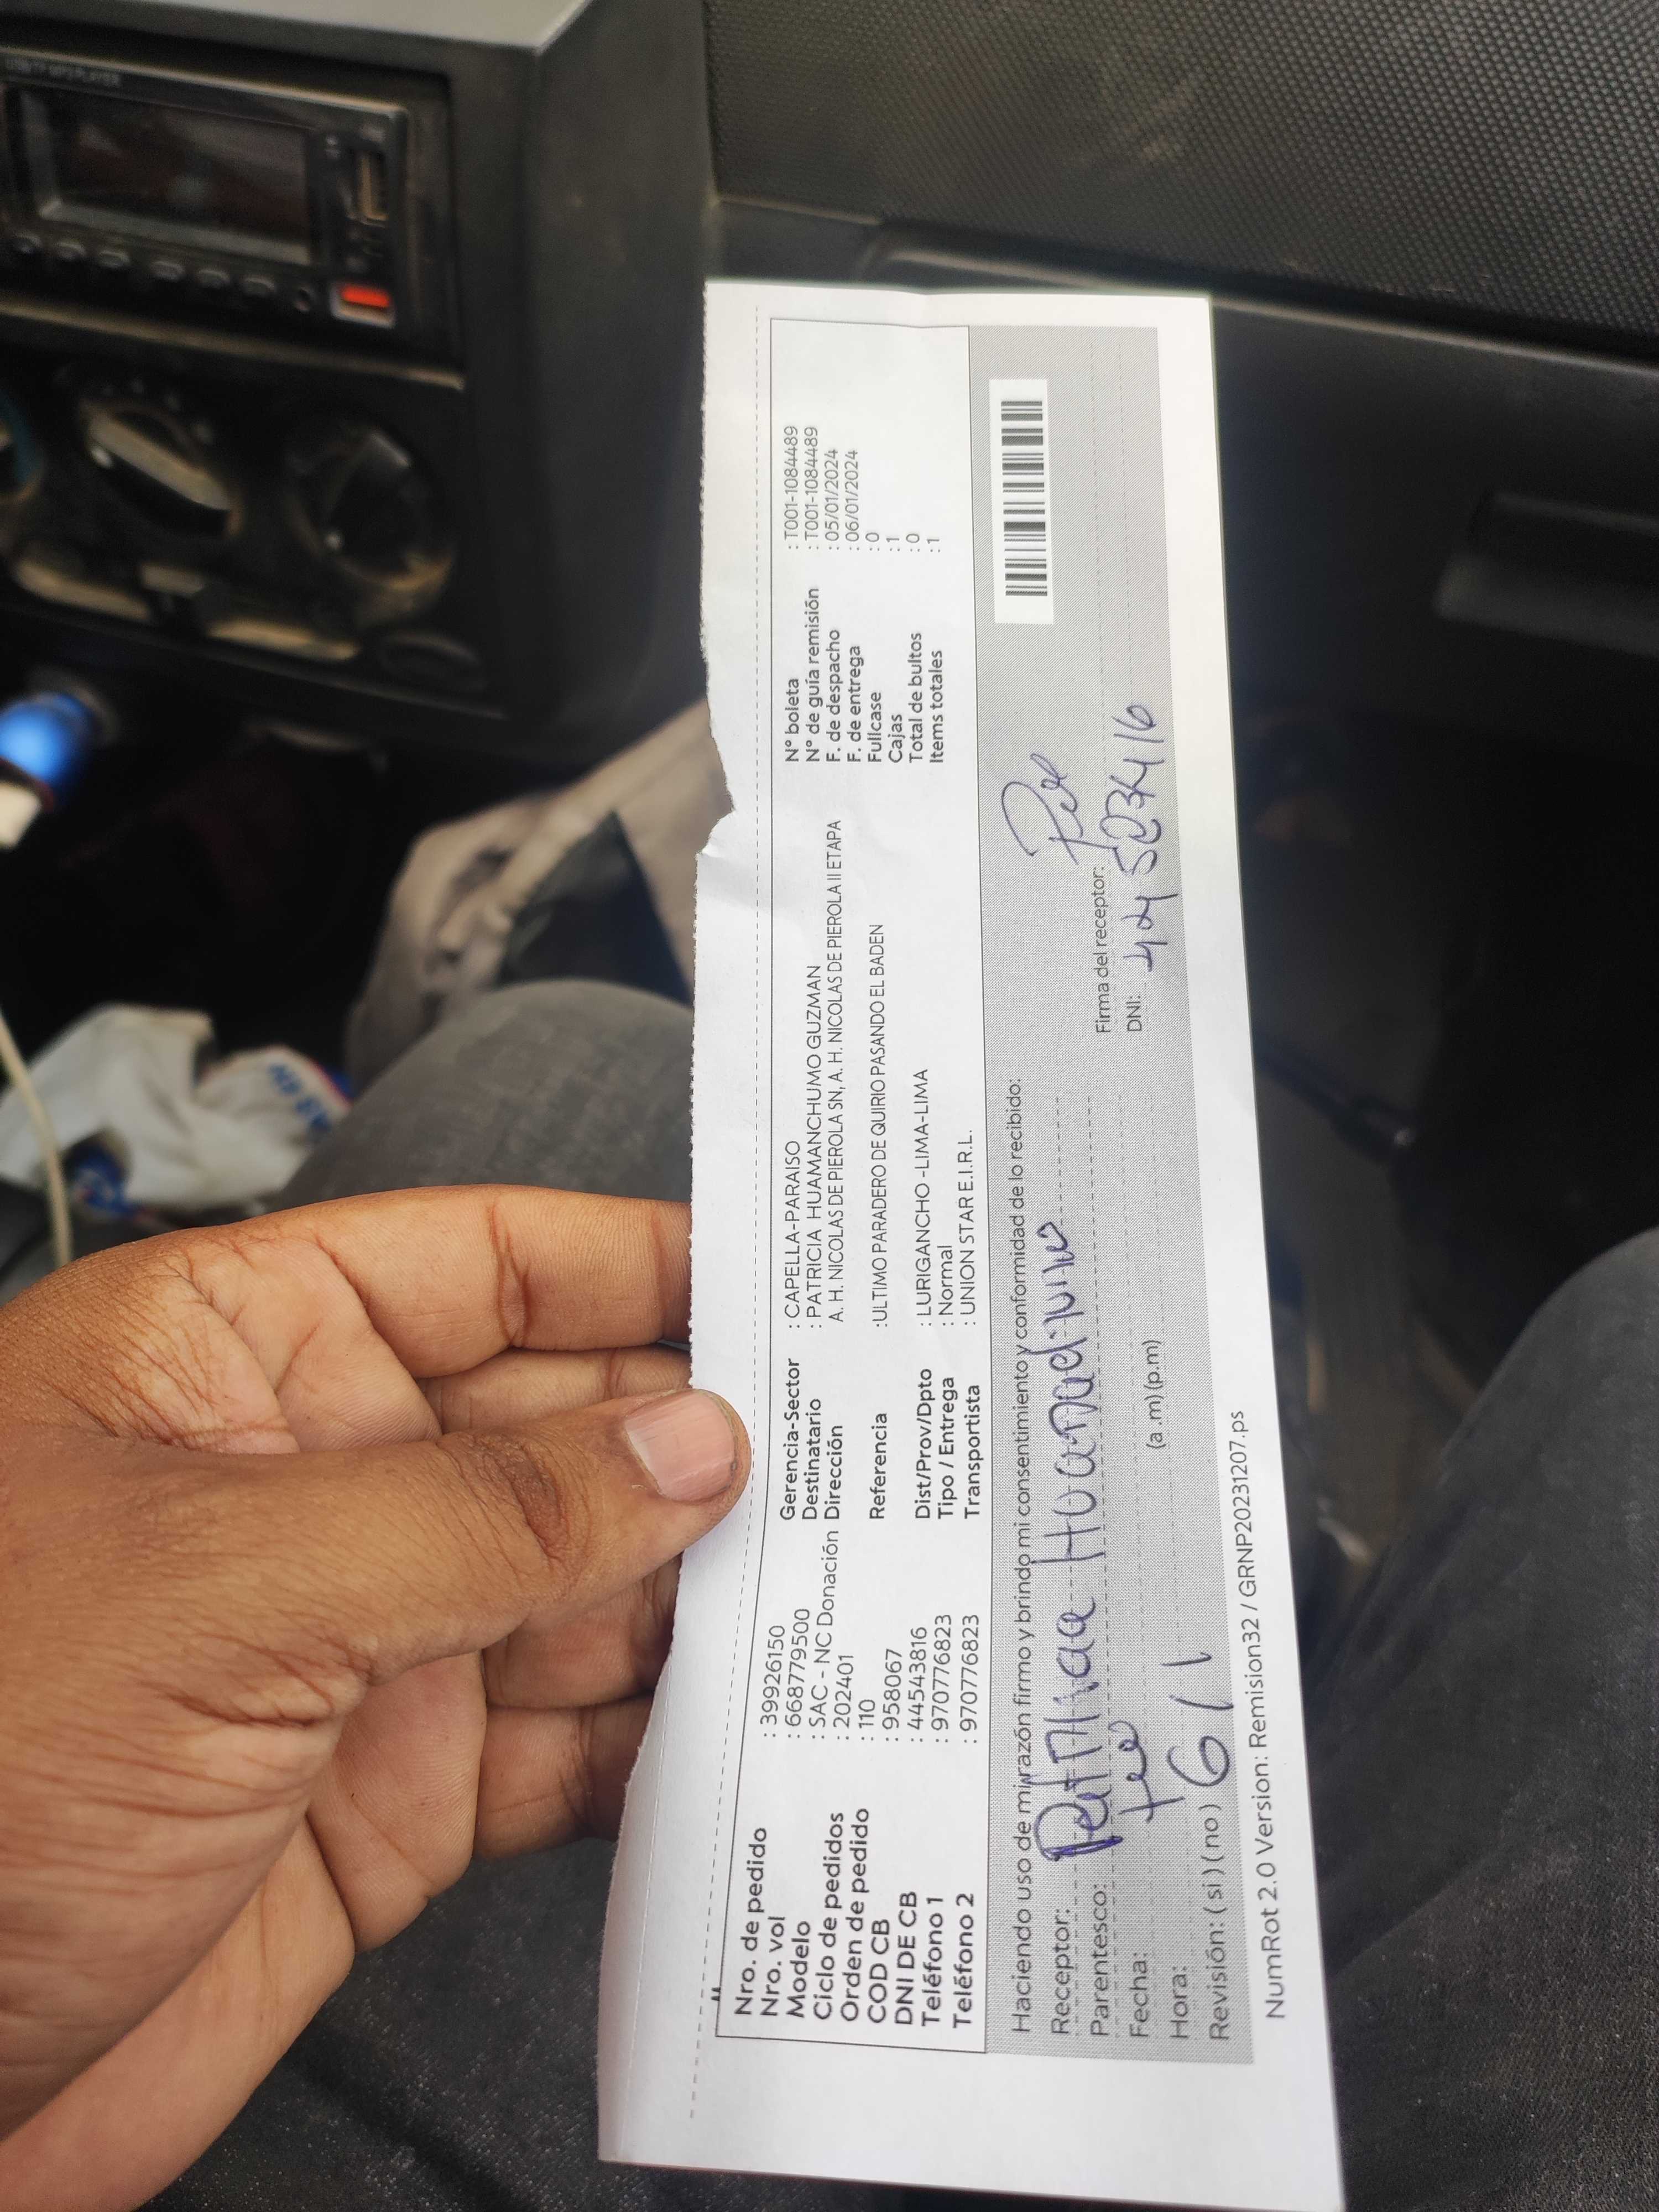 USB/TF MP3 PLAYER
Nro. de pedido : 39926150
Nro. vol : 668779500
Modelo : SAC - NC Donación
Ciclo de pedidos : 202401
Orden de pedido : 110
COD CB : 958067
DNI DE CB : 44543816
Teléfono 1 : 970776823
Teléfono 2 : 970776823
Gerencia-Sector : CAPELLA-PARAISO
Destinatario : PATRICIA HUAMANCHUMO GUZMAN
Dirección A. H. NICOLAS DE PIEROLA SN, A. H. NICOLAS DE PIEROLA II ETAPA
Referencia :ULTIMO PARADERO DE QUIRIO PASANDO EL BADEN
Dist/Prov/Dpto : LURIGANCHO -LIMA-LIMA
Tipo / Entrega : Normal
Transportista : UNION STAR E.I.R.L.
N° boleta : T001-1084489
N° de guía remisión : T001-1084489
F. de despacho : 05/01/2024
F. de entrega : 06/01/2024
Fullcase : 0
Cajas : 1
Total de bultos : 0
Items totales : 1
Haciendo uso de mi razón firmo y brindo mi consentimiento y conformidad de lo recibido:
Receptor:
Parentesco:
Fecha:
Hora: 6/1 (a .m) (p.m)
Revisión: ( si ) ( no )
Firma del receptor:
DNI:
NumRot 2.0 Version: Remision32 / GRNP20231207.ps